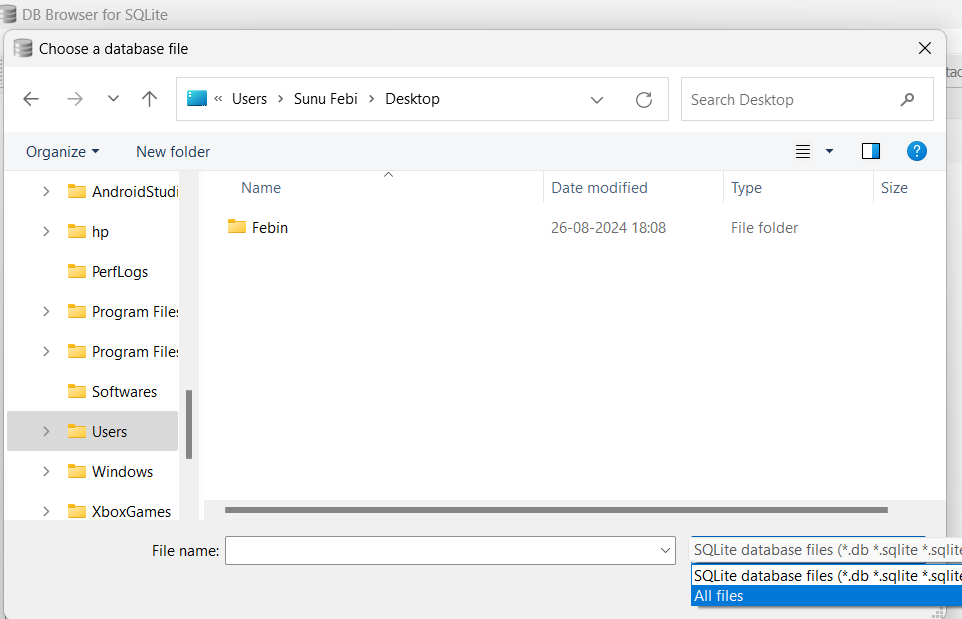 DB Browser for SQLite
Choose a database file
« Users > Sunu Febi > Desktop
Search Desktop
Organize New folder
Name Date modified Type Size
Febin 26-08-2024 18:08 File folder
AndroidStudi
hp
PerfLogs
Program Files
Program Files
Softwares
Users
Windows
XboxGames
File name:
SQLite database files (*.db *.sqlite *.sqlite
SQLite database files (*.db *.sqlite *.sqlite
All files